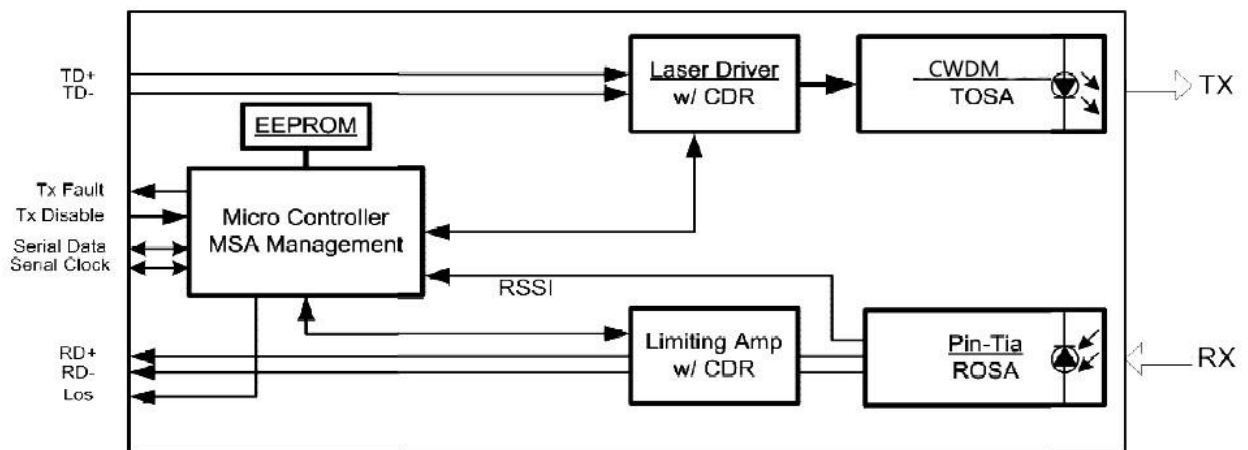 TD+
TD-
Laser Driver
w/ CDR
CWDM
TOSA
TX
EEPROM
Tx Fault
Tx Disable
Serial Data
Serial Clock
Micro Controller
MSA Management
RSSI
RD+
RD-
Los
Limiting Amp
w/ CDR
Pin-Tia
ROSA
RX